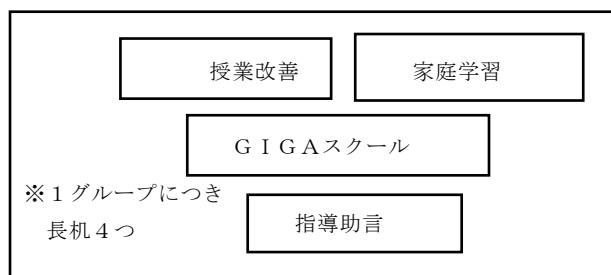 授業改善
家庭学習
ＧＩＧＡスクール
※１グループにつき
長机４つ
指導助言